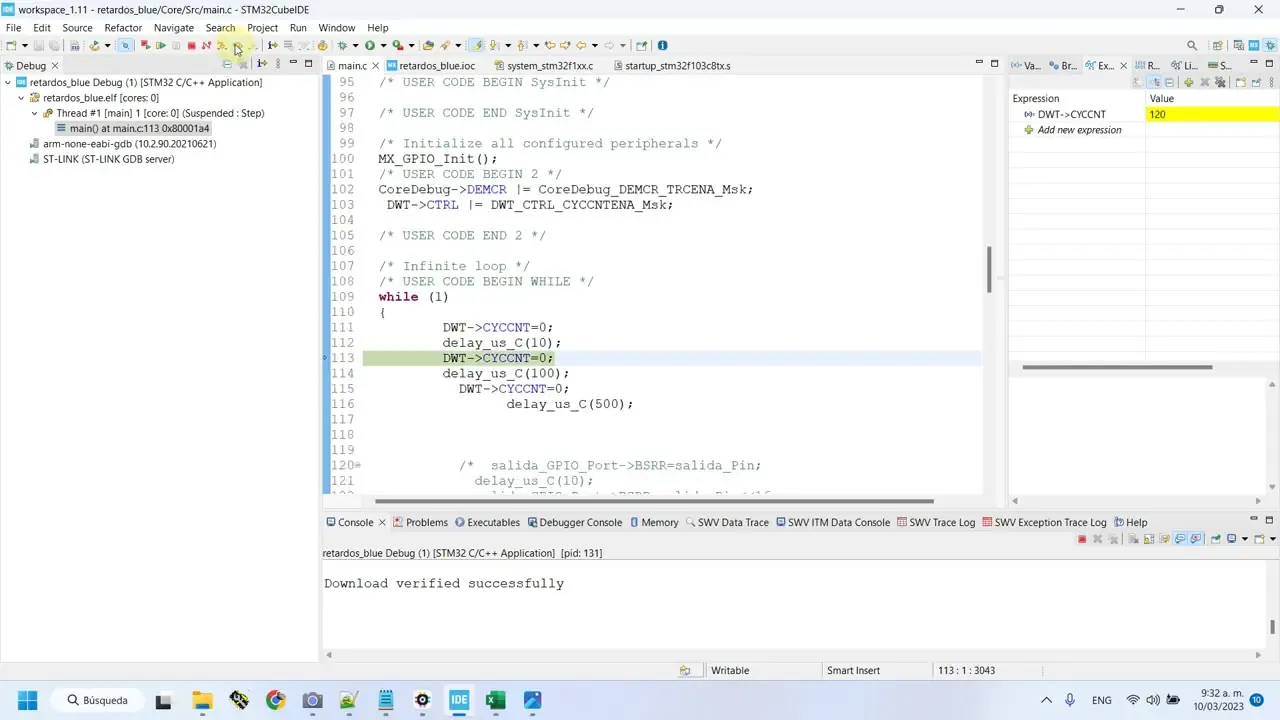 workspace_1.11 - retardos_blue/Core/Src/main.c - STM32CubeIDE
File Edit Source Refactor Navigate Search Project Run Window Help
Debug
retardos_blue Debug (1) [STM32 C/C++ Application]
retardos_blue.elf [cores: 0]
Thread #1 [main] 1 [core: 0] (Suspended : Step)
main() at main.c:113 0x80001a4
arm-none-eabi-gdb (10.2.90.20210621)
ST-LINK (ST-LINK GDB server)
main.c retardos_blue.ioc system_stm32f1xx.c startup_stm32f103c8tx.s
95 /* USER CODE BEGIN SysInit */
96
97 /* USER CODE END SysInit */
98
99 /* Initialize all configured peripherals */
100 MX_GPIO_Init();
101 /* USER CODE BEGIN 2 */
102 CoreDebug->DEMCR |= CoreDebug_DEMCR_TRCENA_Msk;
103 DWT->CTRL |= DWT_CTRL_CYCCNTENA_Msk;
104
105 /* USER CODE END 2 */
106
107 /* Infinite loop */
108 /* USER CODE BEGIN WHILE */
109 while (1)
110 {
111 DWT->CYCCNT=0;
112 delay_us_C(10);
113 DWT->CYCCNT=0;
114 delay_us_C(100);
115 DWT->CYCCNT=0;
116 delay_us_C(500);
117
118
119
120 /* salida_GPIO_Port->BSRR=salida_Pin;
121 delay_us_C(10);
Va... Br... Ex... R... Li... S...
Expression Value
DWT->CYCCNT 120
Add new expression
Console Problems Executables Debugger Console Memory SWV Data Trace SWV ITM Data Console SWV Trace Log SWV Exception Trace Log Help
retardos_blue Debug (1) [STM32 C/C++ Application] [pid: 131]
Download verified successfully
Writable Smart Insert 113 : 1 : 3043
Búsqueda
IDE
ENG
9:32 a. m.
10/03/2023
10